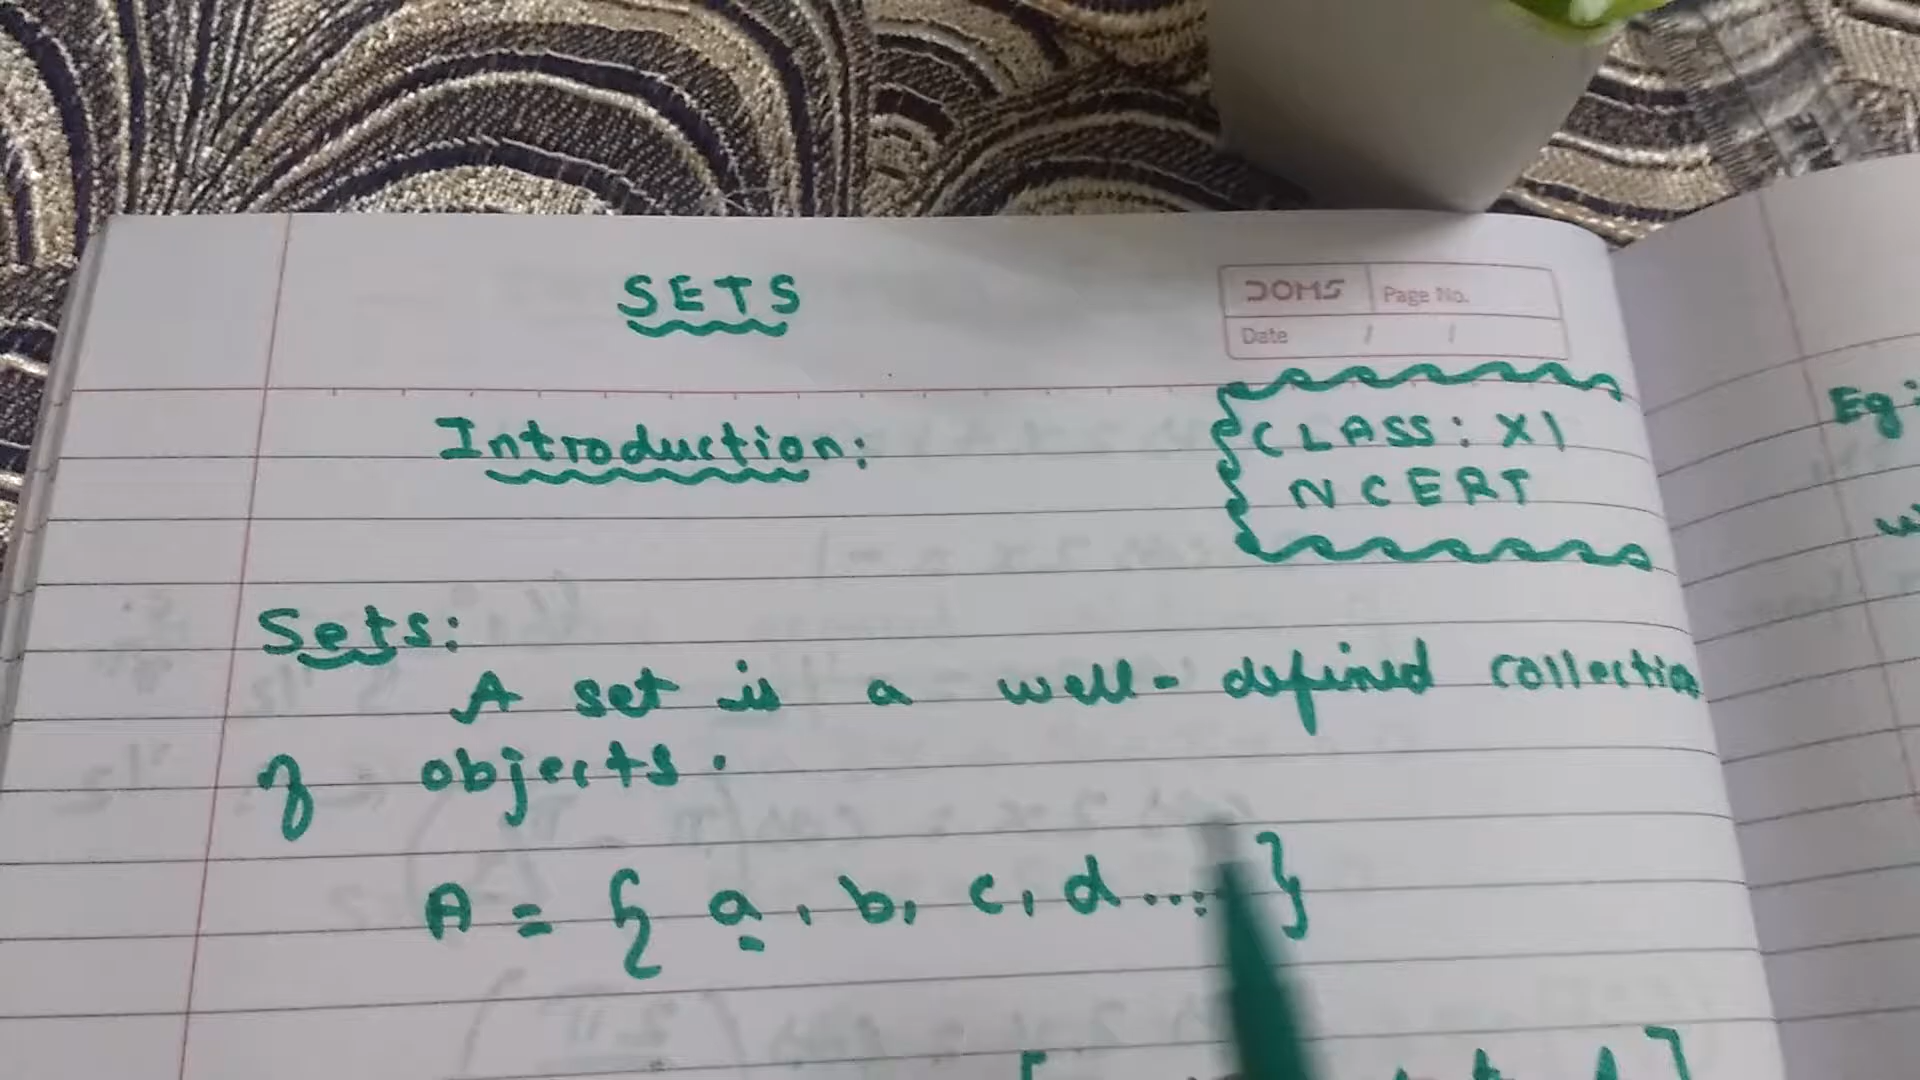 SETS
DOMS Page No.
Date / /
Introduction:
CLASS: XI
NCERT
Eg:
Sets:
A set is a well-defined collection
of objects.
A = { a, b, c, d .... }